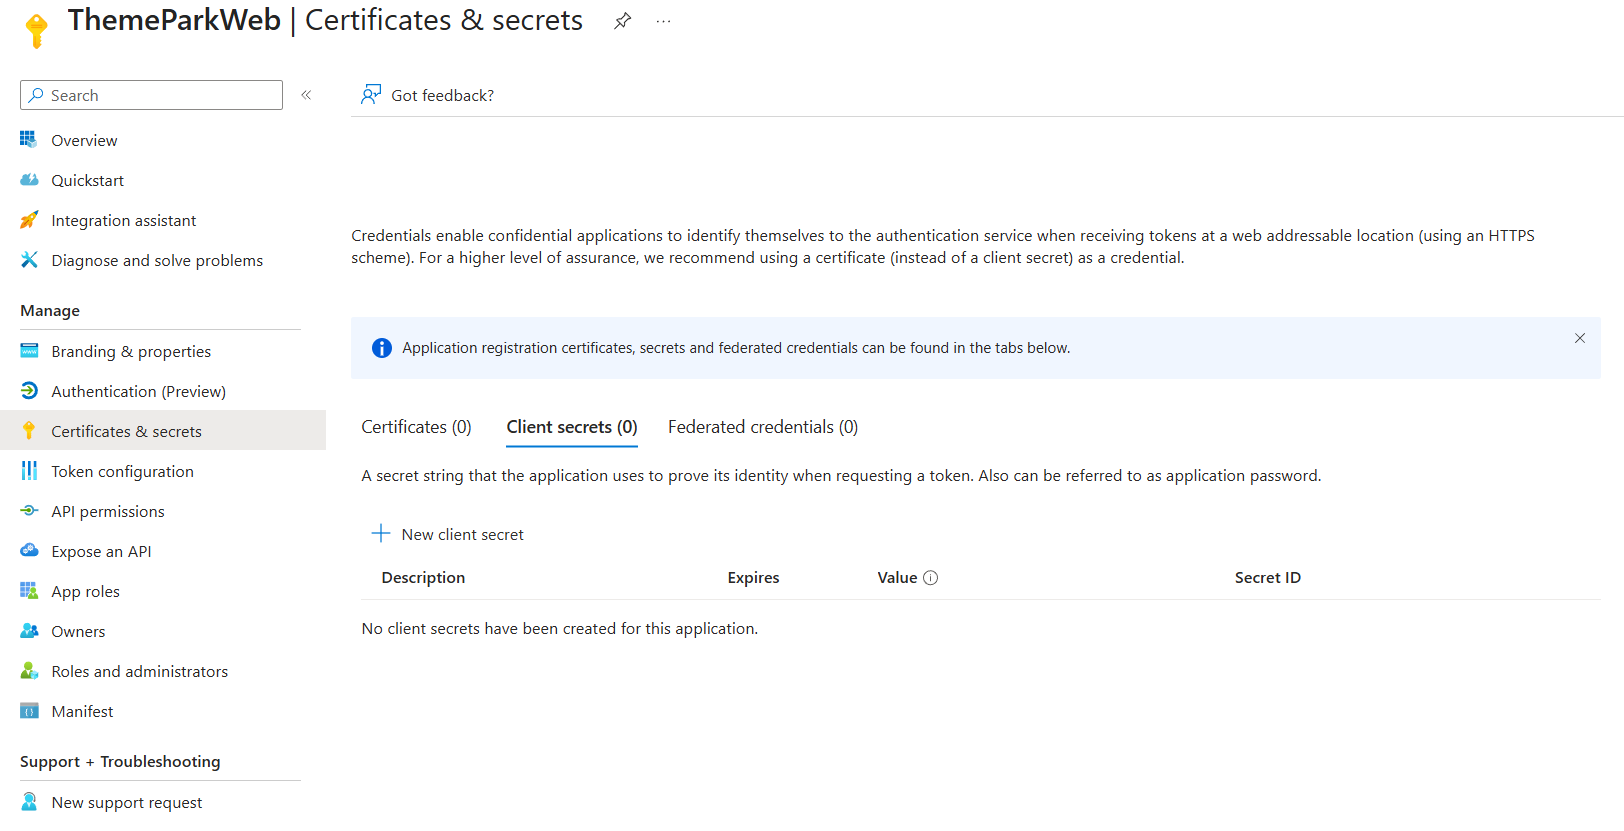 ThemeParkWeb | Certificates & secrets
Search
Overview
Quickstart
Integration assistant
Diagnose and solve problems
Manage
Branding & properties
Authentication (Preview)
Certificates & secrets
Token configuration
API permissions
Expose an API
App roles
Owners
Roles and administrators
Manifest
Support + Troubleshooting
New support request
Got feedback?
Credentials enable confidential applications to identify themselves to the authentication service when receiving tokens at a web addressable location (using an HTTPS
scheme). For a higher level of assurance, we recommend using a certificate (instead of a client secret) as a credential.
Application registration certificates, secrets and federated credentials can be found in the tabs below.
Certificates (0) Client secrets (0) Federated credentials (0)
A secret string that the application uses to prove its identity when requesting a token. Also can be referred to as application password.
New client secret
Description Expires Value Secret ID
No client secrets have been created for this application.